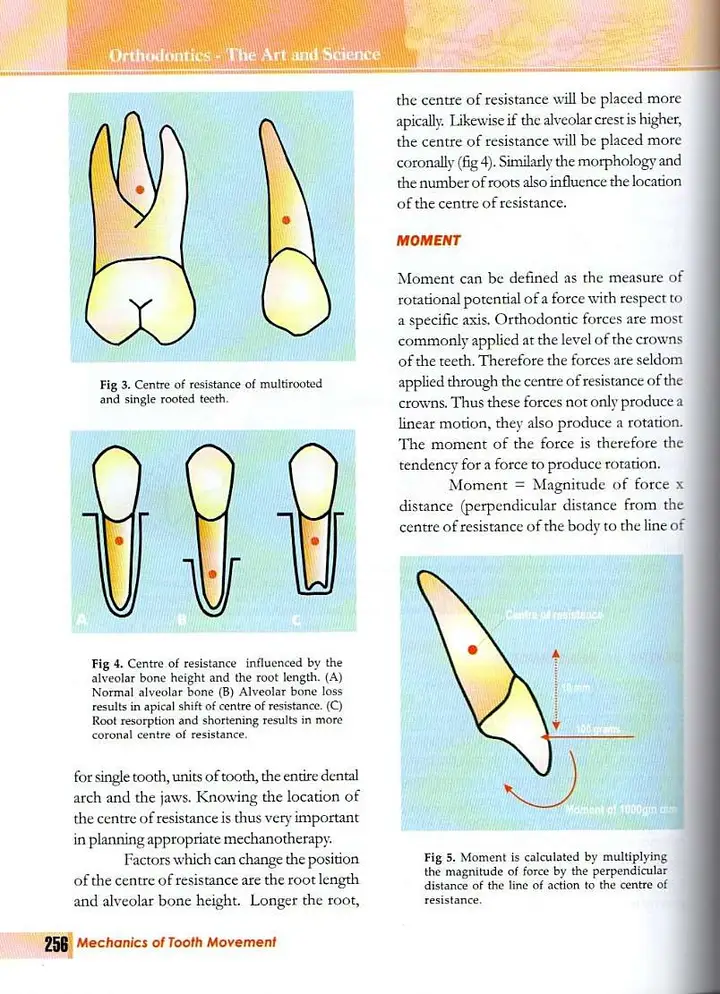 Orthodontics - The Art and Science
Fig 3. Centre of resistance of multirooted
and single rooted teeth.
A
B
C
Fig 4. Centre of resistance influenced by the
alveolar bone height and the root length. (A)
Normal alveolar bone (B) Alveolar bone loss
results in apical shift of centre of resistance. (C)
Root resorption and shortening results in more
coronal centre of resistance.
for single tooth, units of tooth, the entire dental
arch and the jaws. Knowing the location of
the centre of resistance is thus very important
in planning appropriate mechanotherapy.
Factors which can change the position
of the centre of resistance are the root length
and alveolar bone height. Longer the root,
the centre of resistance will be placed more
apically. Likewise if the alveolar crest is higher,
the centre of resistance will be placed more
coronally (fig 4). Similarly the morphology and
the number of roots also influence the location
of the centre of resistance.
MOMENT
Moment can be defined as the measure of
rotational potential of a force with respect to
a specific axis. Orthodontic forces are most
commonly applied at the level of the crowns
of the teeth. Therefore the forces are seldom
applied through the centre of resistance of the
crowns. Thus these forces not only produce a
linear motion, they also produce a rotation.
The moment of the force is therefore the
tendency for a force to produce rotation.
Moment = Magnitude of force x
distance (perpendicular distance from the
centre of resistance of the body to the line of
Centre of resistance
10 mm
100 grams
Moment of 1000gm mm
Fig 5. Moment is calculated by multiplying
the magnitude of force by the perpendicular
distance of the line of action to the centre of
resistance.
256 Mechanics of Tooth Movement